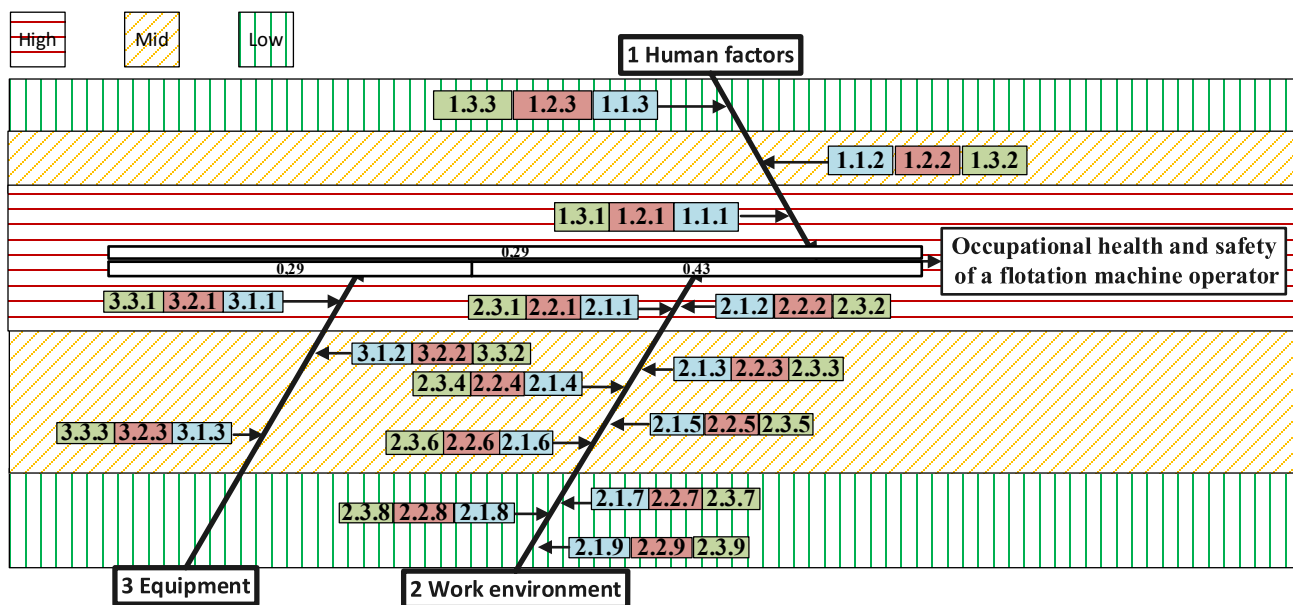 High
Mid
Low
1 Human factors
1.3.3 1.2.3 1.1.3
1.1.2 1.2.2 1.3.2
1.3.1 1.2.1 1.1.1
0,29
0,29 0,43
Occupational health and safety
of a flotation machine operator
3.3.1 3.2.1 3.1.1
2.3.1 2.2.1 2.1.1
2.1.2 2.2.2 2.3.2
3.1.2 3.2.2 3.3.2
2.1.3 2.2.3 2.3.3
2.3.4 2.2.4 2.1.4
2.1.5 2.2.5 2.3.5
3.3.3 3.2.3 3.1.3
2.3.6 2.2.6 2.1.6
2.1.7 2.2.7 2.3.7
2.3.8 2.2.8 2.1.8
2.1.9 2.2.9 2.3.9
3 Equipment
2 Work environment